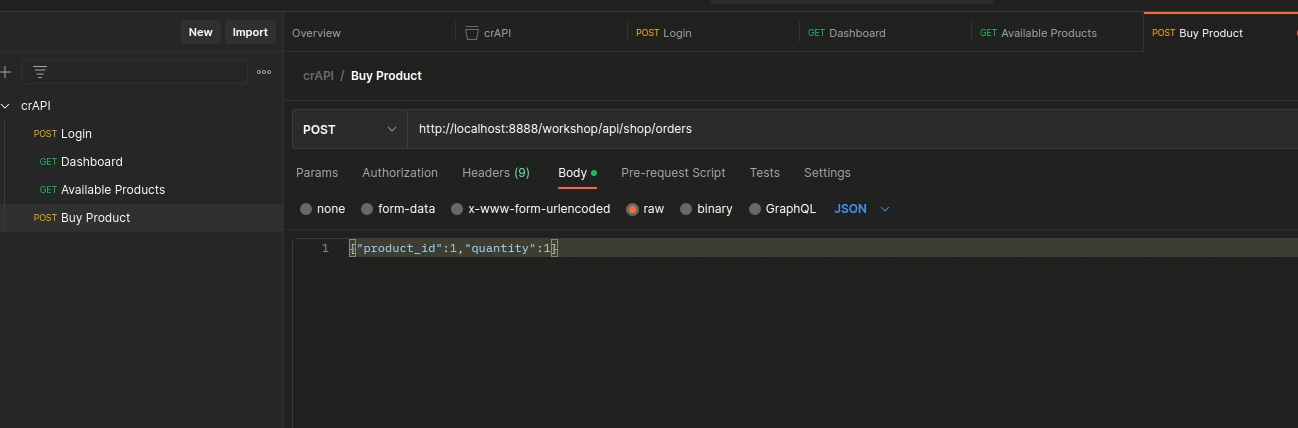 New Import
Overview crAPI POST Login GET Dashboard GET Available Products POST Buy Product
crAPI / Buy Product
crAPI
POST Login
GET Dashboard
GET Available Products
POST Buy Product
POST http://localhost:8888/workshop/api/shop/orders
Params Authorization Headers (9) Body Pre-request Script Tests Settings
none form-data x-www-form-urlencoded raw binary GraphQL JSON
1 {"product_id":1,"quantity":1}